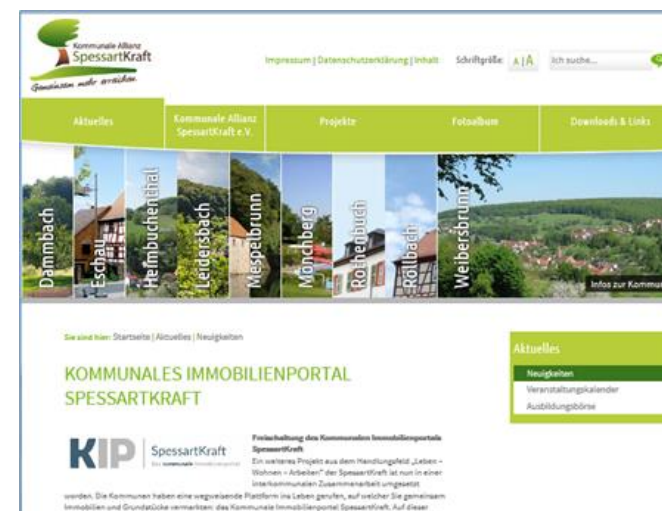 Kommunale Allianz
SpessartKraft
Gemeinsam mehr erreichen.
Impressum | Datenschutzerklärung | Inhalt
Schriftgröße: A | A
Ich suche...
Aktuelles
Kommunale Allianz
SpessartKraft e.V.
Projekte
Fotoalbum
Downloads & Links
Dammbach
Eschau
Heimbuchenthal
Leidersbach
Mespelbrunn
Mönchberg
Rothenbuch
Röllbach
Weibersbrunn
Infos zur Kommu
Sie sind hier: Startseite | Aktuelles | Neuigkeiten
KOMMUNALES IMMOBILIENPORTAL
SPESSARTKRAFT
Aktuelles
Neuigkeiten
Veranstaltungskalender
Ausbildungsbörse
KIP SpessartKraft
Das kommunale Immobilienportal
Freischaltung des Kommunalen Immobilienportals
SpessartKraft
Ein weiteres Projekt aus dem Handlungsfeld „Leben –
Wohnen – Arbeiten" der SpessartKraft ist nun in einer
interkommunalen Zusammenarbeit umgesetzt
worden. Die Kommunen haben eine wegweisende Plattform ins Leben gerufen, auf welcher Sie gemeinsam
Immobilien und Grundstücke vermarkten: das Kommunale Immobilienportal SpessartKraft. Auf dieser